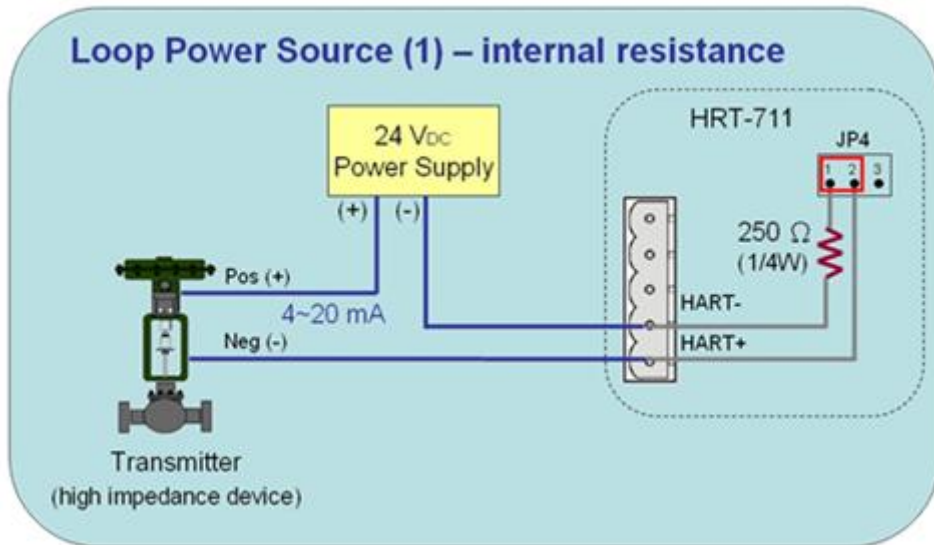 Loop Power Source (1) – internal resistance
HRT-711
JP4
1 2 3
24 VDC
Power Supply
(+) (-)
250 Ω
(1/4W)
Pos (+)
4~20 mA
HART-
Neg (-)
HART+
Transmitter
(high impedance device)